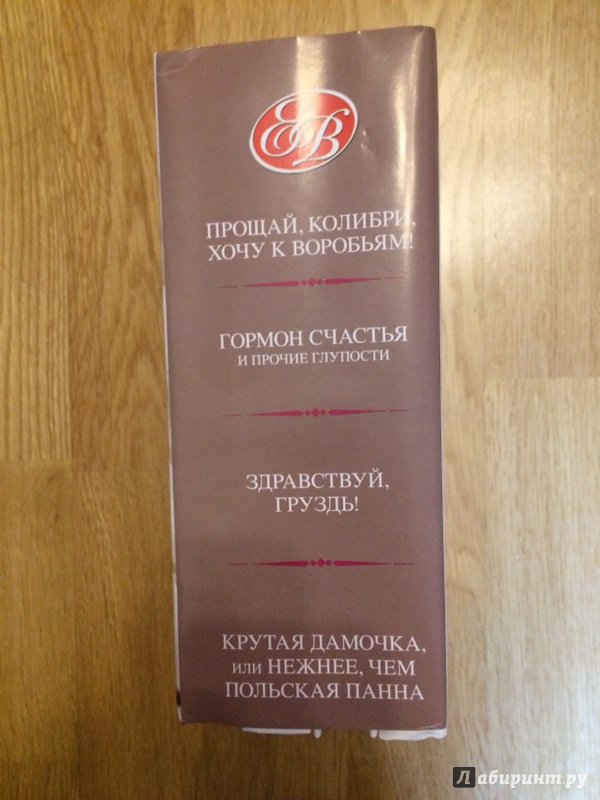 ЕВ
ПРОЩАЙ, КОЛИБРИ,
ХОЧУ К ВОРОБЬЯМ!
ГОРМОН СЧАСТЬЯ
И ПРОЧИЕ ГЛУПОСТИ
ЗДРАВСТВУЙ,
ГРУЗДЬ!
КРУТАЯ ДАМОЧКА,
ИЛИ НЕЖНЕЕ, ЧЕМ
ПОЛЬСКАЯ ПАННА
Лабиринт.ру